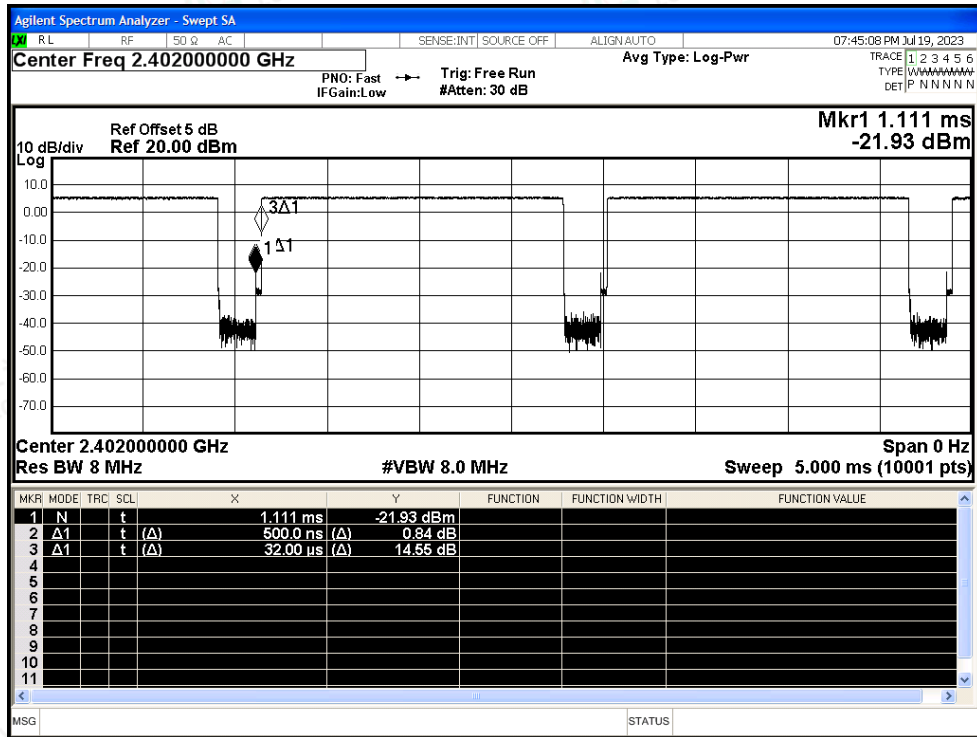 Agilent Spectrum Analyzer - Swept SA
LXI RL RF 50 Ω AC SENSE:INT SOURCE OFF ALIGN AUTO 07:45:08 PM Jul 19, 2023
Center Freq 2.402000000 GHz
PNO: Fast
IFGain:Low
Trig: Free Run
#Atten: 30 dB
Avg Type: Log-Pwr
TRACE 1 2 3 4 5 6
TYPE W
DET P N N N N N
Mkr1 1.111 ms
-21.93 dBm
Ref Offset 5 dB
10 dB/div Ref 20.00 dBm
Log
10.0
0.00
-10.0
-20.0
-30.0
-40.0
-50.0
-60.0
-70.0
3Δ1
1Δ1
Center 2.402000000 GHz Span 0 Hz
Res BW 8 MHz #VBW 8.0 MHz Sweep 5.000 ms (10001 pts)
MKR MODE TRC SCL X Y FUNCTION FUNCTION WIDTH FUNCTION VALUE
1 N t 1.111 ms -21.93 dBm
2 Δ1 t (Δ) 500.0 ns (Δ) 0.84 dB
3 Δ1 t (Δ) 32.00 µs (Δ) 14.55 dB
4
5
6
7
8
9
10
11
MSG STATUS